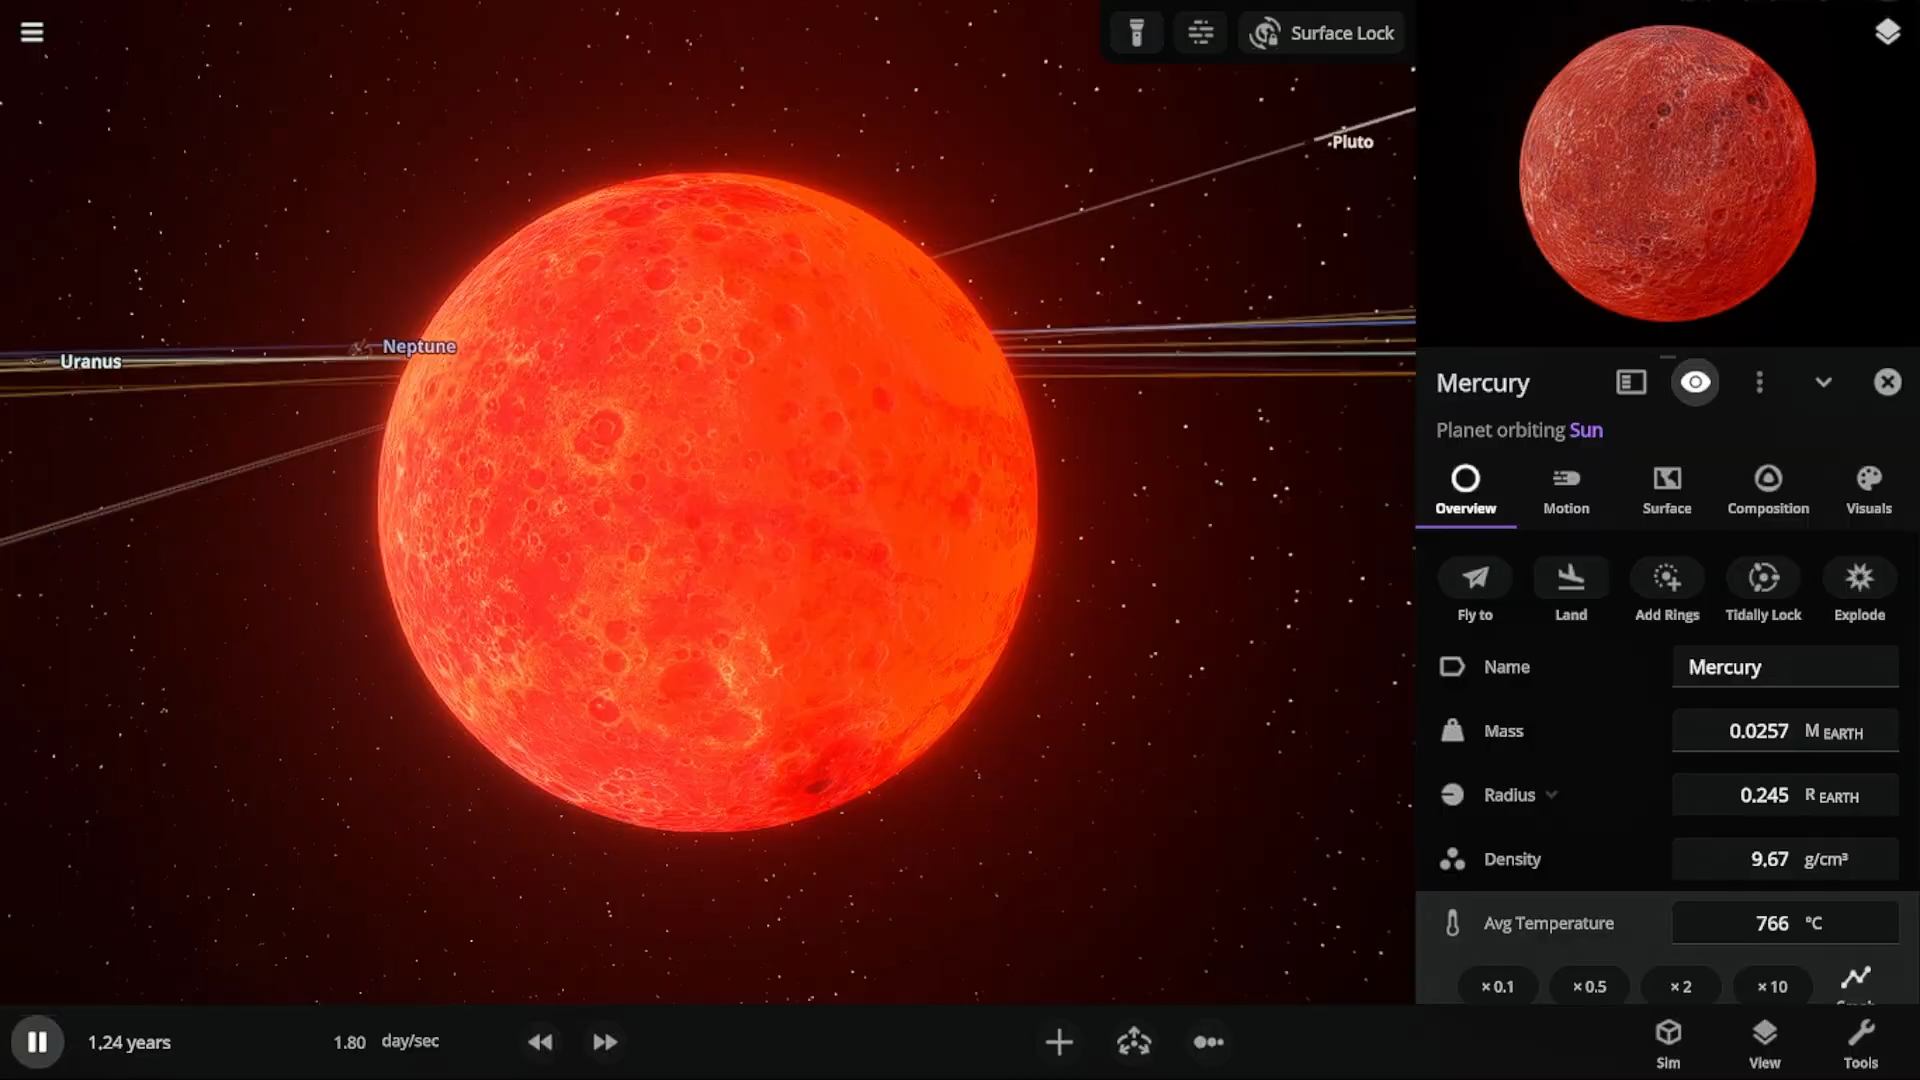 Surface Lock
Pluto
Neptune
Uranus
Mercury
Planet orbiting Sun
Overview Motion Surface Composition Visuals
Fly to Land Add Rings Tidally Lock Explode
Name Mercury
Mass 0.0257 M EARTH
Radius 0.245 R EARTH
Density 9.67 g/cm³
Avg Temperature 766 °C
×0.1 ×0.5 ×2 ×10
1.24 years 1.80 day/sec
Sim View Tools